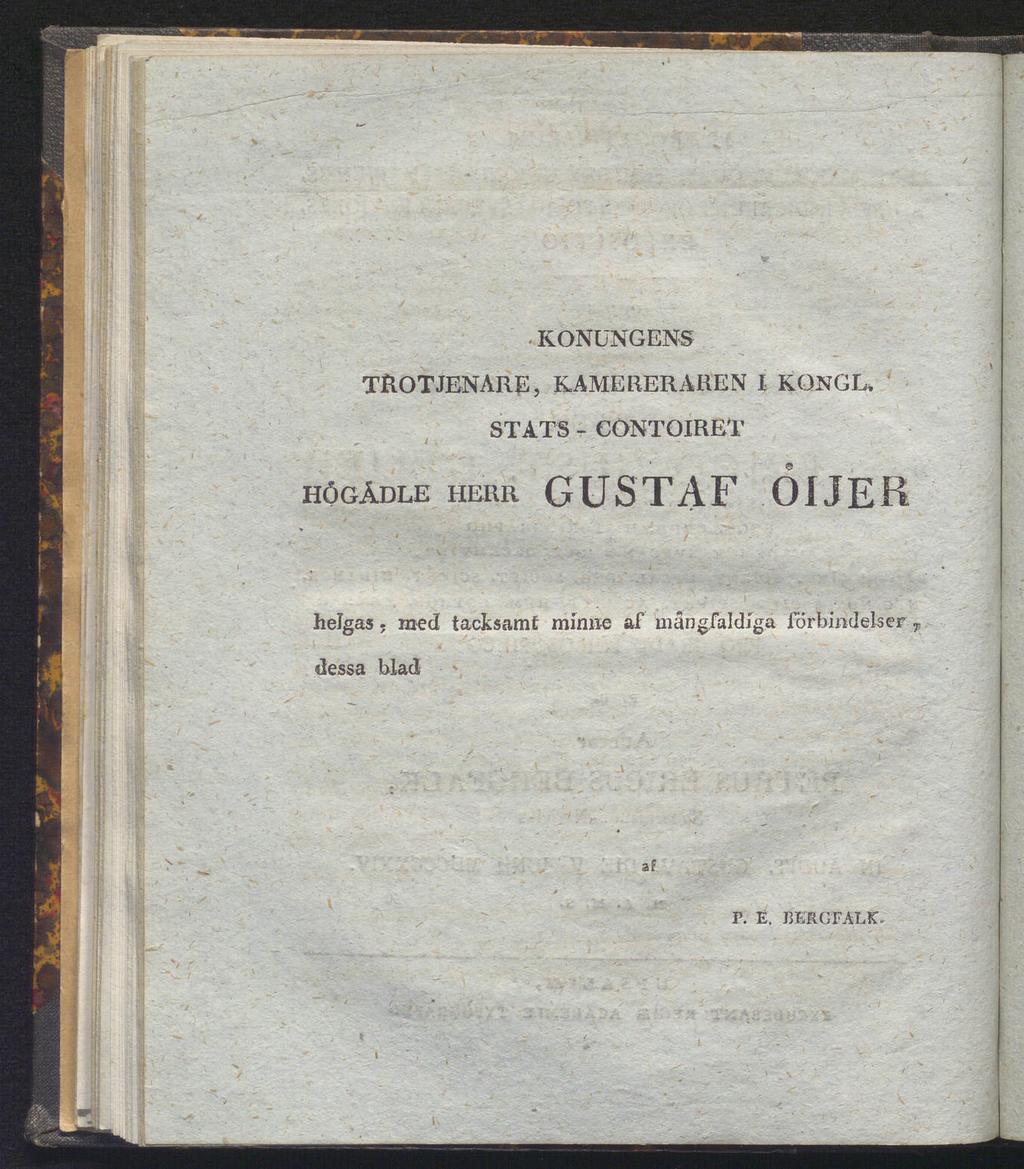 KONUNGENS
TROTJENARE, KAMERERAREN I KONGL.
STATS - CONTOIRET
HÖGÄDLE HERR GUSTAF ÖIJER
helgas, med tacksamt minne af mångfaldiga förbindelser,
dessa blad
af
P. E. BERGFALK.